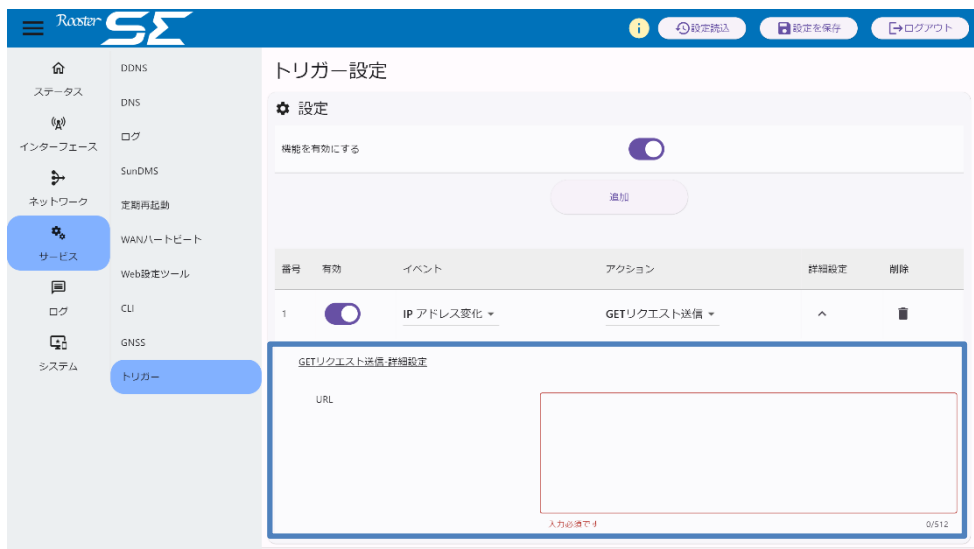 Rooster SΣ
i 設定読込 設定を保存 ログアウト
ステータス
インターフェース
ネットワーク
サービス
ログ
システム
DDNS
DNS
ログ
SunDMS
定期再起動
WANハートビート
Web設定ツール
CLI
GNSS
トリガー
トリガー設定
設定
機能を有効にする
追加
番号 有効 イベント アクション 詳細設定 削除
1 IP アドレス変化 GETリクエスト送信
GETリクエスト送信-詳細設定
URL
入力必須です 0/512